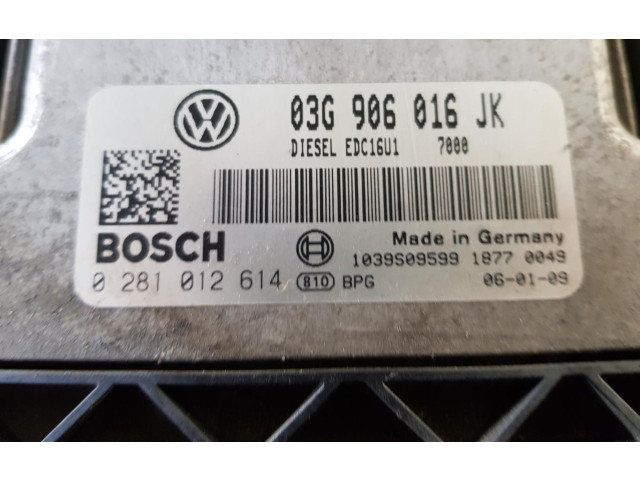 03G 906 016 JK
DIESEL EDC16U1 7000
BOSCH
Made in Germany
1039S09599 1877 0049
0 281 012 614 810 BPG 06-01-09